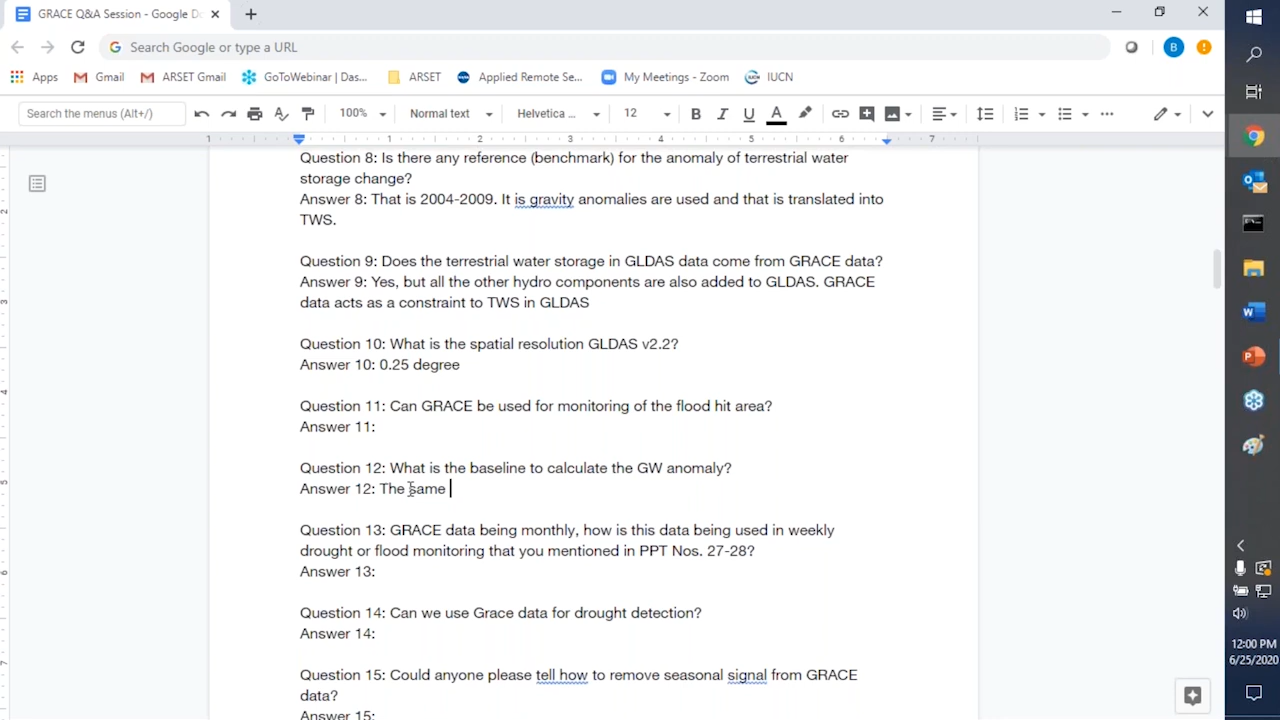 GRACE Q&A Session - Google Do
Search Google or type a URL
B
Apps
Gmail
ARSET Gmail
GoToWebinar | Das...
ARSET
Applied Remote Se...
My Meetings - Zoom
IUCN
Search the menus (Alt+/)
100%
Normal text
Helvetica ...
12
B I U A
1 1 2 3 4 5 6 7
Question 8: Is there any reference (benchmark) for the anomaly of terrestrial water
storage change?
Answer 8: That is 2004-2009. It is gravity anomalies are used and that is translated into
TWS.
Question 9: Does the terrestrial water storage in GLDAS data come from GRACE data?
Answer 9: Yes, but all the other hydro components are also added to GLDAS. GRACE
data acts as a constraint to TWS in GLDAS
Question 10: What is the spatial resolution GLDAS v2.2?
Answer 10: 0.25 degree
Question 11: Can GRACE be used for monitoring of the flood hit area?
Answer 11:
Question 12: What is the baseline to calculate the GW anomaly?
Answer 12: The same
Question 13: GRACE data being monthly, how is this data being used in weekly
drought or flood monitoring that you mentioned in PPT Nos. 27-28?
Answer 13:
Question 14: Can we use Grace data for drought detection?
Answer 14:
Question 15: Could anyone please tell how to remove seasonal signal from GRACE
data?
Answer 15:
12:00 PM
6/25/2020